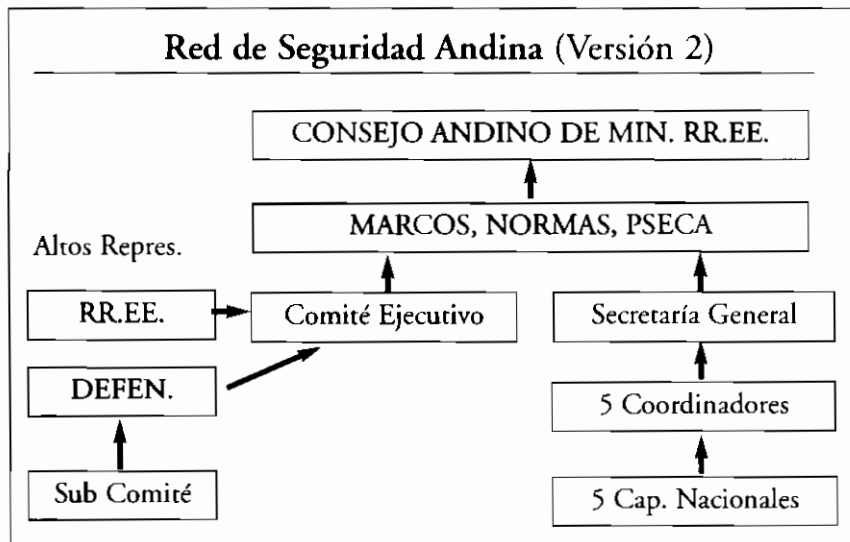 Red de Seguridad Andina (Versión 2)
CONSEJO ANDINO DE MIN. RR.EE.
MARCOS, NORMAS, PSECA
Altos Repres.
RR.EE.
Comité Ejecutivo
Secretaría General
DEFEN.
5 Coordinadores
Sub Comité
5 Cap. Nacionales